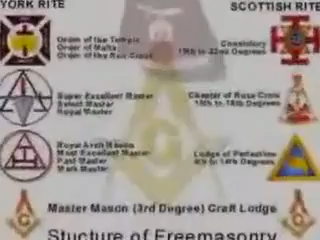 YORK RITE
SCOTTISH RITE
Order of the Temple
Order of Malta
Order of the Red Cross
Consistory
19th to 32nd Degrees
Super Excellent Master
Select Master
Royal Master
Chapter of Rose Croix
15th to 18th Degrees
Royal Arch Mason
Most Excellent Master
Past Master
Mark Master
Lodge of Perfection
4th to 14th Degrees
Master Mason (3rd Degree) Craft Lodge
Stucture of Freemasonry